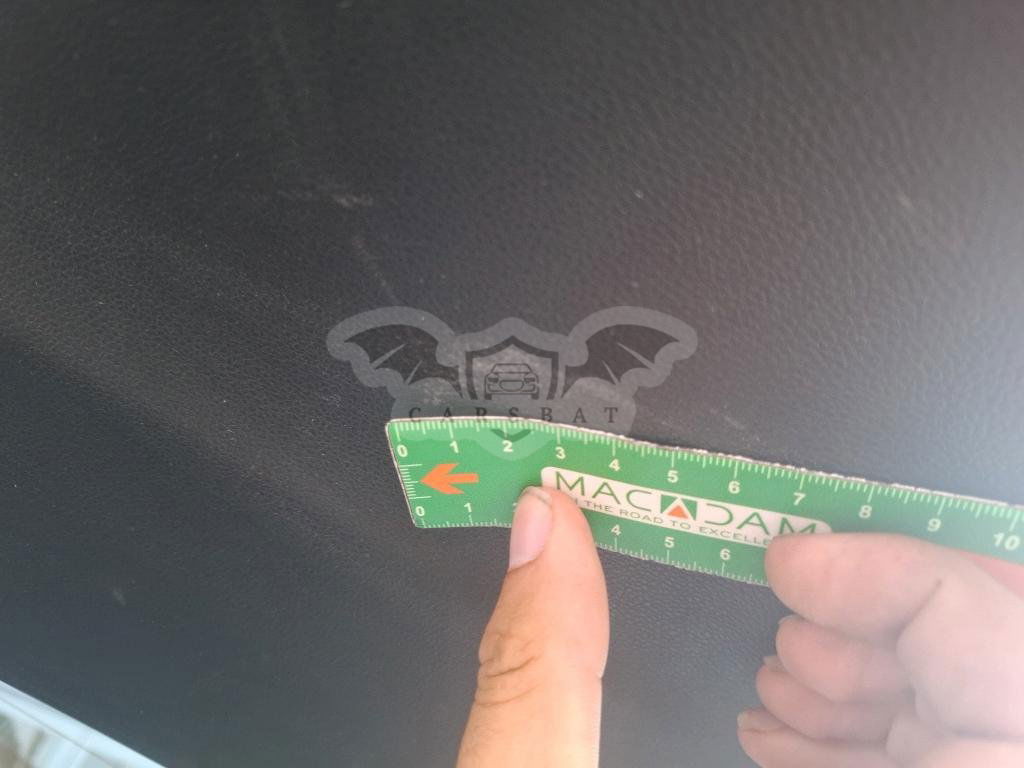 CARSBAT
0 1 2 3 4 5 6 7 8 9 10
MACADAM
THE ROAD TO EXCELLE
0 1 4 5 6